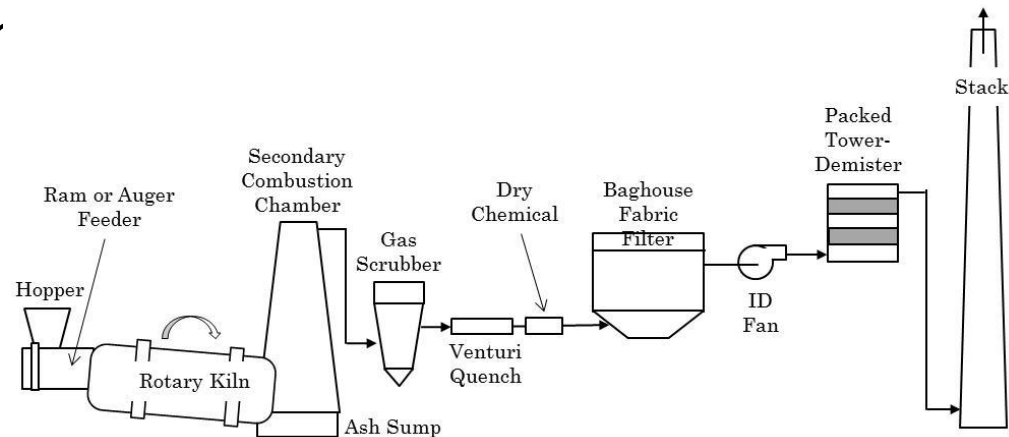 Stack
Packed
Tower-
Demister
Secondary
Combustion
Chamber
Dry
Chemical
Baghouse
Fabric
Filter
Ram or Auger
Feeder
Gas
Scrubber
Hopper
ID
Fan
Venturi
Quench
Rotary Kiln
Ash Sump